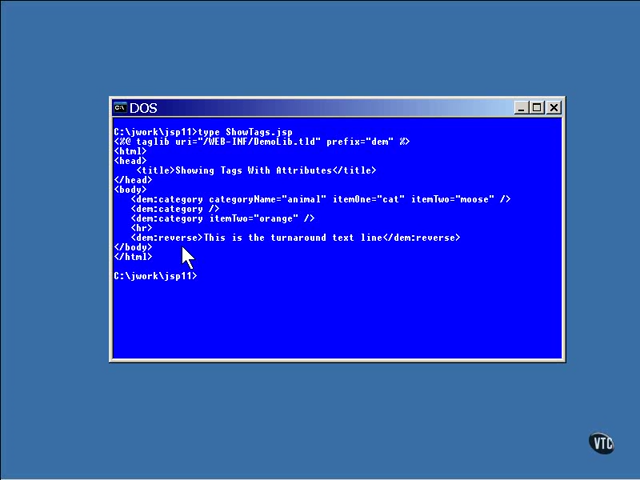 DOS
C:\jwork\jsp11>type ShowTags.jsp
<%@ taglib uri="/WEB-INF/DemoLib.tld" prefix="dem" %>
<html>
<head>
<title>Showing Tags With Attributes</title>
</head>
<body>
<dem:category categoryName="animal" itemOne="cat" itemTwo="moose" />
<dem:category />
<dem:category itemTwo="orange" />
<hr>
<dem:reverse>This is the turnaround text line</dem:reverse>
</body>
</html>
C:\jwork\jsp11>
VTC